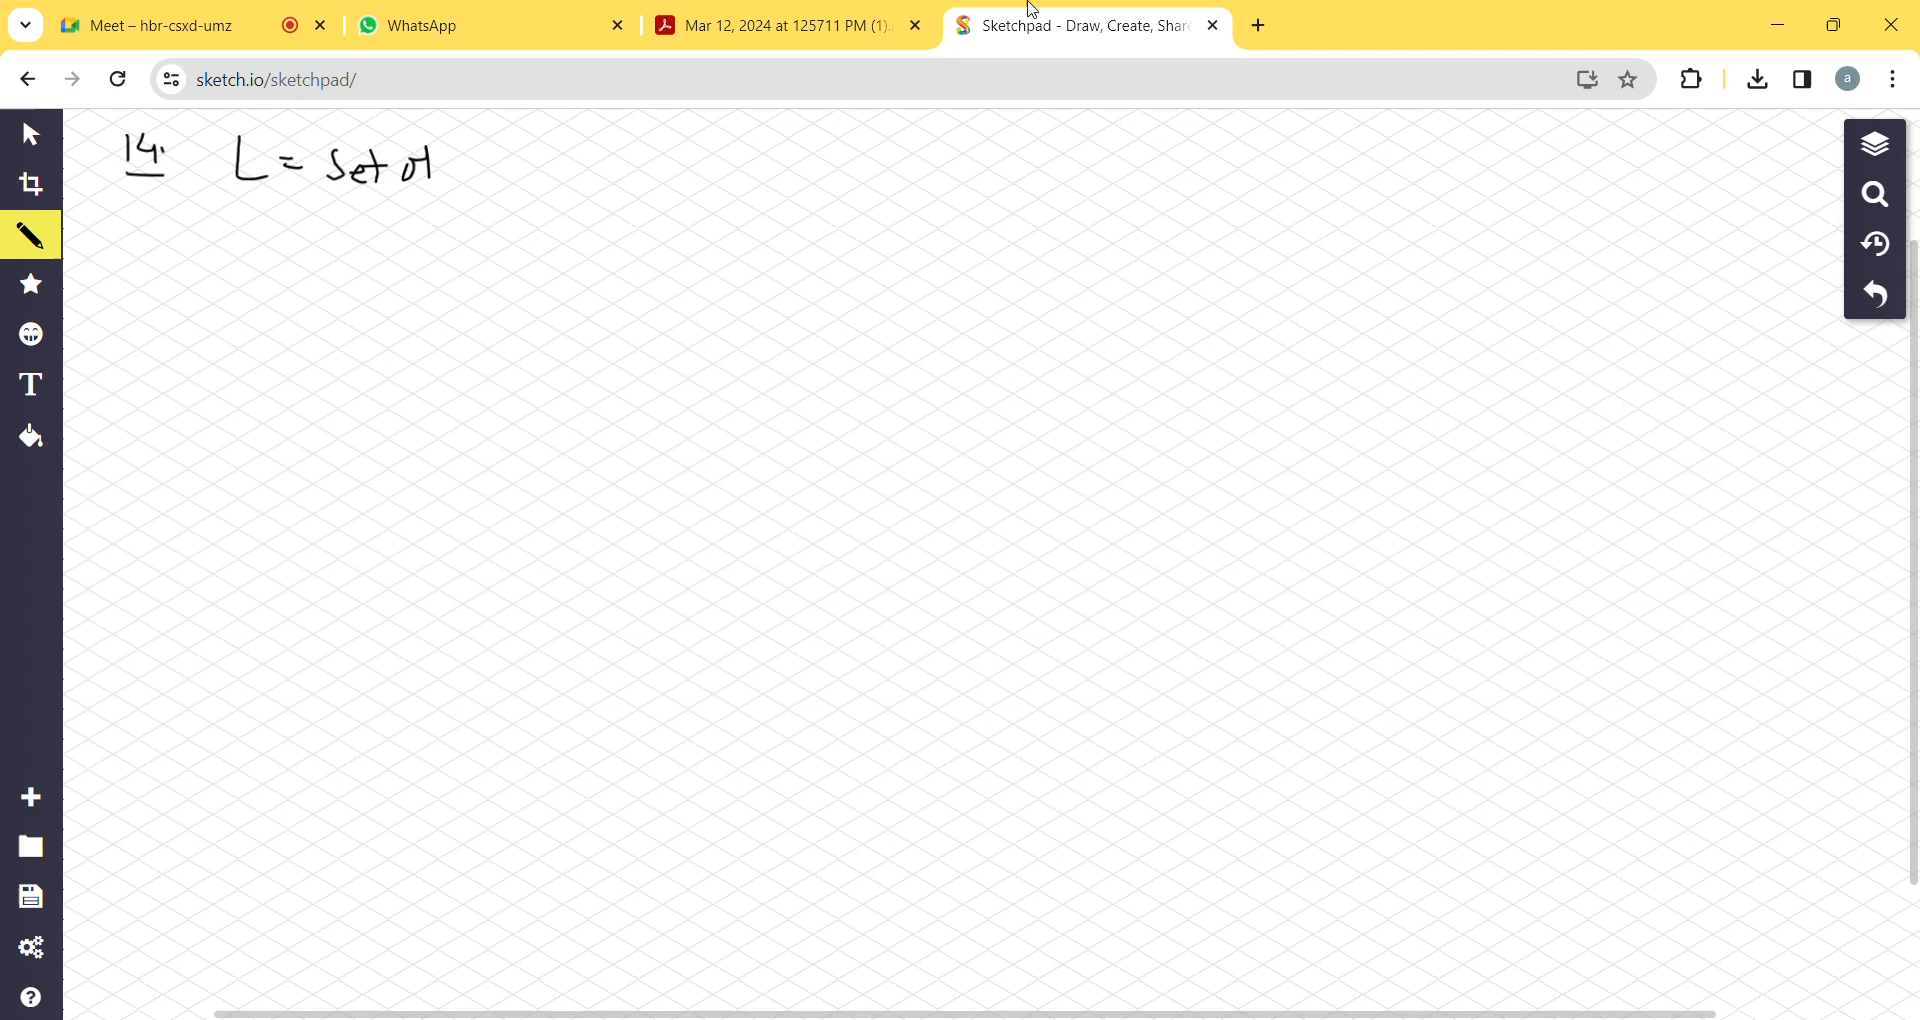 Meet – hbr-csxd-umz
WhatsApp
Mar 12, 2024 at 125711 PM (1).
Sketchpad - Draw, Create, Share
sketch.io/sketchpad/
a
14.
L = Set of
T
?